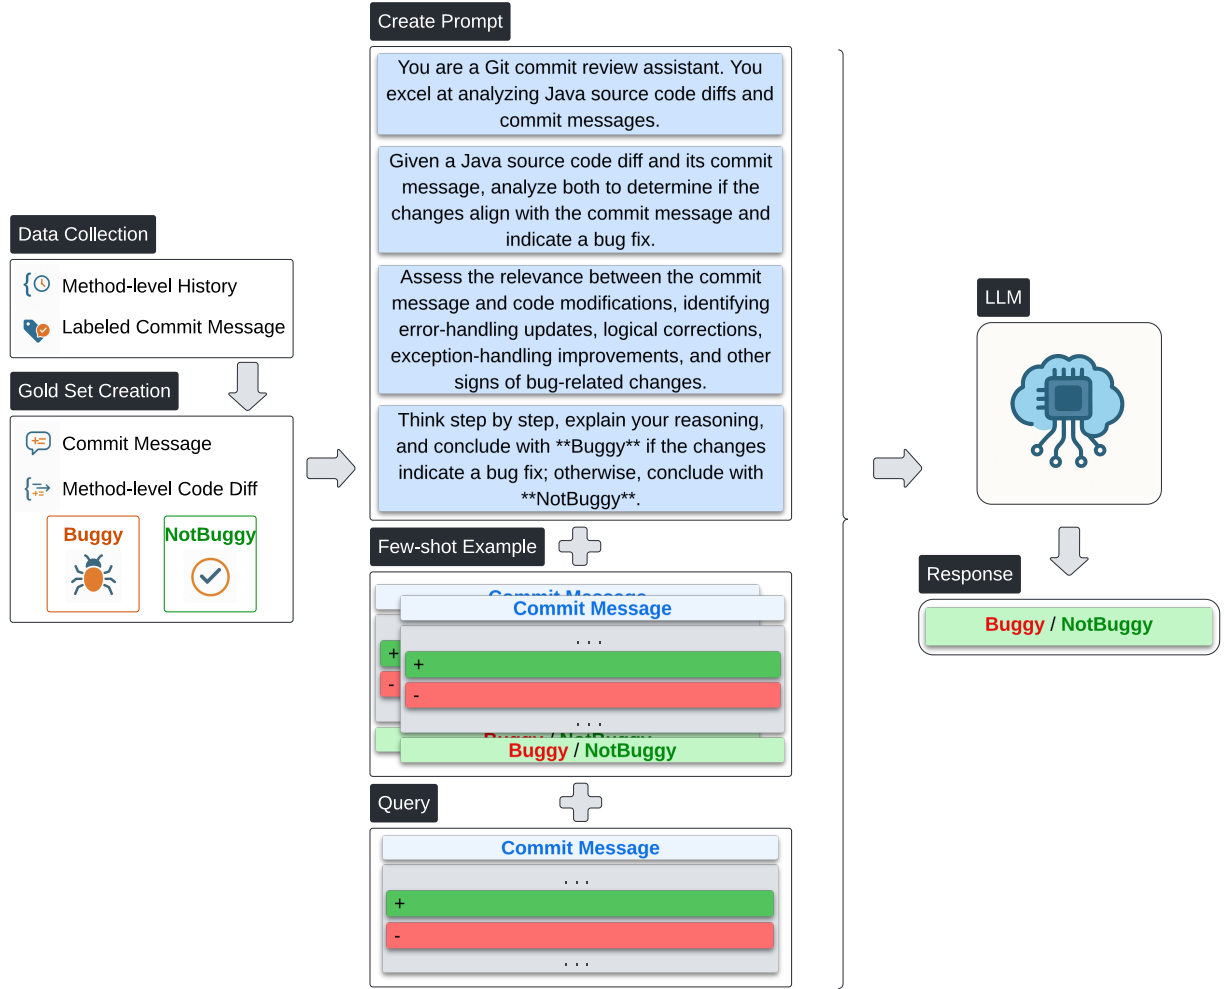 Data Collection
Method-level History
Labeled Commit Message
Gold Set Creation
Commit Message
Method-level Code Diff
Buggy
NotBuggy
Create Prompt
You are a Git commit review assistant. You
excel at analyzing Java source code diffs and
commit messages.
Given a Java source code diff and its commit
message, analyze both to determine if the
changes align with the commit message and
indicate a bug fix.
Assess the relevance between the commit
message and code modifications, identifying
error-handling updates, logical corrections,
exception-handling improvements, and other
signs of bug-related changes.
Think step by step, explain your reasoning,
and conclude with **Buggy** if the changes
indicate a bug fix; otherwise, conclude with
**NotBuggy**.
Few-shot Example
Commit Message
Commit Message
. . .
+
+
-
-
. . .
Buggy / NotBuggy
Buggy / NotBuggy
Query
Commit Message
. . .
+
-
. . .
LLM
Response
Buggy / NotBuggy